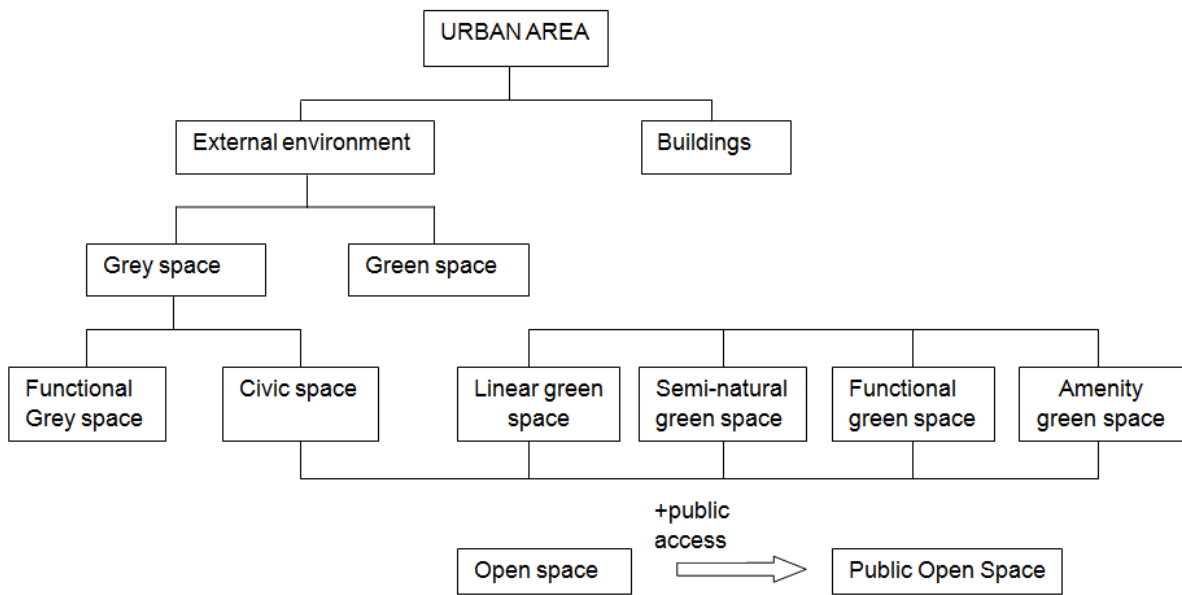 URBAN AREA
External environment
Buildings
Grey space
Green space
Functional
Grey space
Civic space
Linear green
space
Semi-natural
green space
Functional
green space
Amenity
green space
+public
access
Open space
Public Open Space